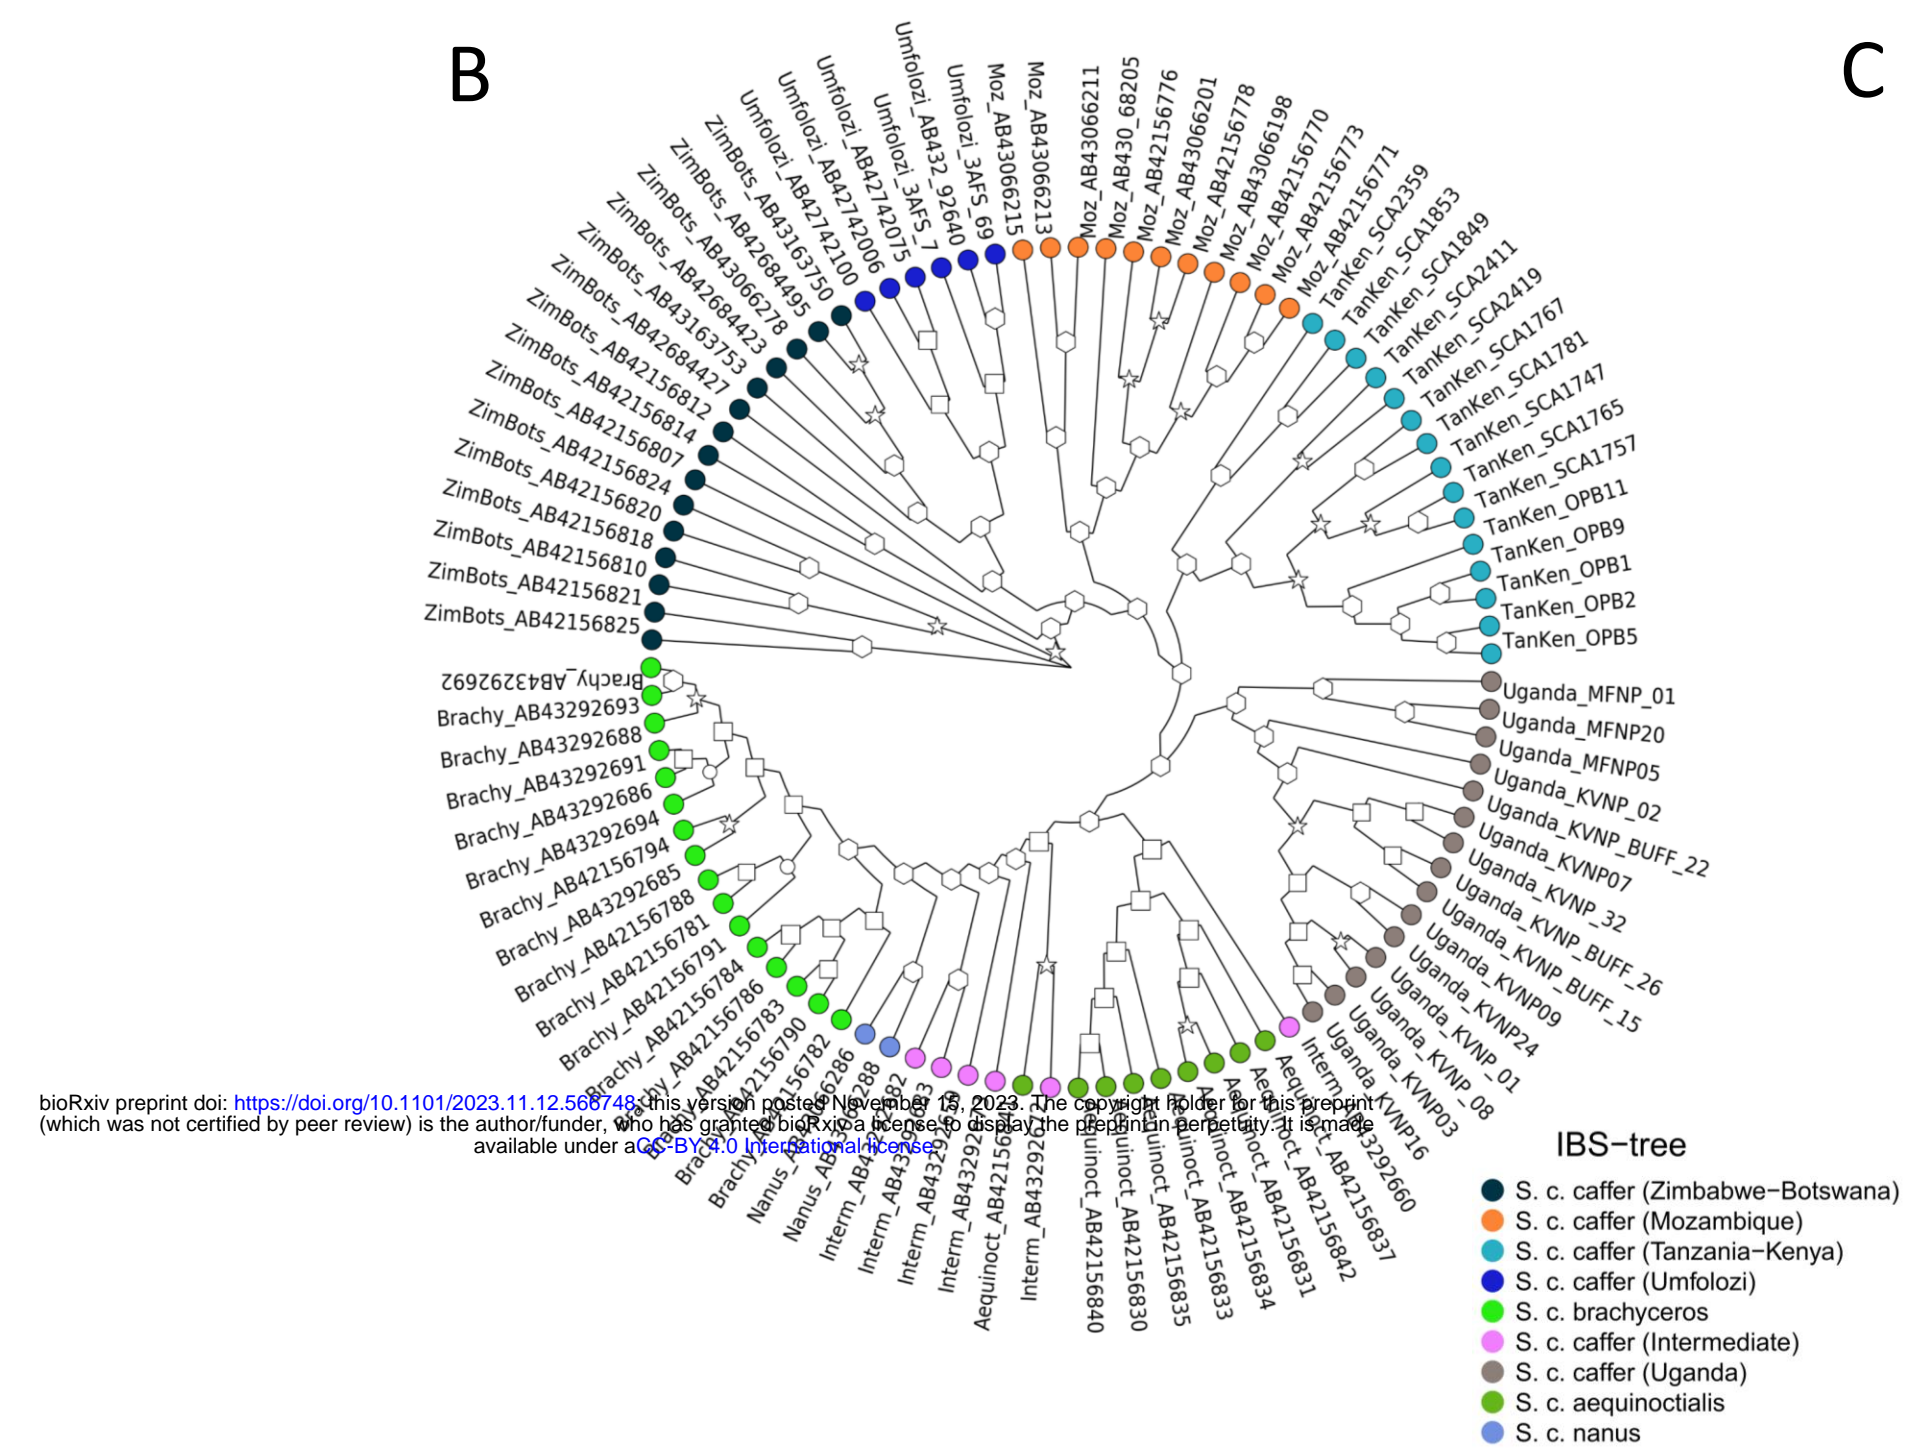 B
C
Umfolozi_AB432_92640
Umfolozi_3AFS_69
Moz_AB43066215
Moz_AB43066213
Moz_AB43066211
Moz_AB430_68205
Moz_AB42156776
Moz_AB43066201
Moz_AB42156778
Moz_AB43066198
Moz_AB42156770
Moz_AB42156773
Moz_AB42156771
TanKen_SCA2359
TanKen_SCA1853
TanKen_SCA1849
TanKen_SCA2411
TanKen_SCA2419
TanKen_SCA1767
TanKen_SCA1781
TanKen_SCA1747
TanKen_SCA1765
TanKen_SCA1757
TanKen_OPB11
TanKen_OPB9
TanKen_OPB1
TanKen_OPB2
TanKen_OPB5
Uganda_MFNP_01
Uganda_MFNP20
Uganda_MFNP05
Uganda_KVNP_02
Uganda_KVNP_BUFF_22
Uganda_KVNP07
Uganda_KVNP_32
Uganda_KVNP_BUFF_26
Uganda_KVNP_BUFF_15
Uganda_KVNP09
Uganda_KVNP24
Uganda_KVNP_01
Uganda_KVNP_08
Uganda_KVNP03
Uganda_KVNP16
Aequinoct_AB42156837
Aequinoct_AB42156842
Aequinoct_AB42156831
Aequinoct_AB42156834
Aequinoct_AB42156833
Aequinoct_AB42156835
Aequinoct_AB42156830
Aequinoct_AB42156840
Nanus_AB43066288
Nanus_AB43066286
Brachy_AB42156782
Brachy_AB42156790
Brachy_AB42156783
Brachy_AB42156786
Brachy_AB42156784
Brachy_AB42156791
Brachy_AB42156781
Brachy_AB42156788
Brachy_AB43292685
Brachy_AB42156794
Brachy_AB43292694
Brachy_AB43292686
Brachy_AB43292691
Brachy_AB43292688
Brachy_AB43292693
Brachy_AB43292692
ZimBots_AB42156825
ZimBots_AB42156821
ZimBots_AB42156810
ZimBots_AB42156818
ZimBots_AB42156820
ZimBots_AB42156824
ZimBots_AB42156807
ZimBots_AB42156814
ZimBots_AB42156812
ZimBots_AB42684427
ZimBots_AB43163753
ZimBots_AB42684423
ZimBots_AB43066278
ZimBots_AB42684495
ZimBots_AB43163750
Umfolozi_AB42742100
Umfolozi_AB42742006
Umfolozi_AB42742075
Umfolozi_3AFS_7
bioRxiv preprint doi: https://doi.org/10.1101/2023.11.12.566748; this version posted November 15, 2023. The copyright holder for this preprint
(which was not certified by peer review) is the author/funder, who has granted bioRxiv a license to display the preprint in perpetuity. It is made
available under aCC-BY 4.0 International license.
IBS−tree
S. c. caffer (Zimbabwe−Botswana)
S. c. caffer (Mozambique)
S. c. caffer (Tanzania−Kenya)
S. c. caffer (Umfolozi)
S. c. brachyceros
S. c. caffer (Intermediate)
S. c. caffer (Uganda)
S. c. aequinoctialis
S. c. nanus